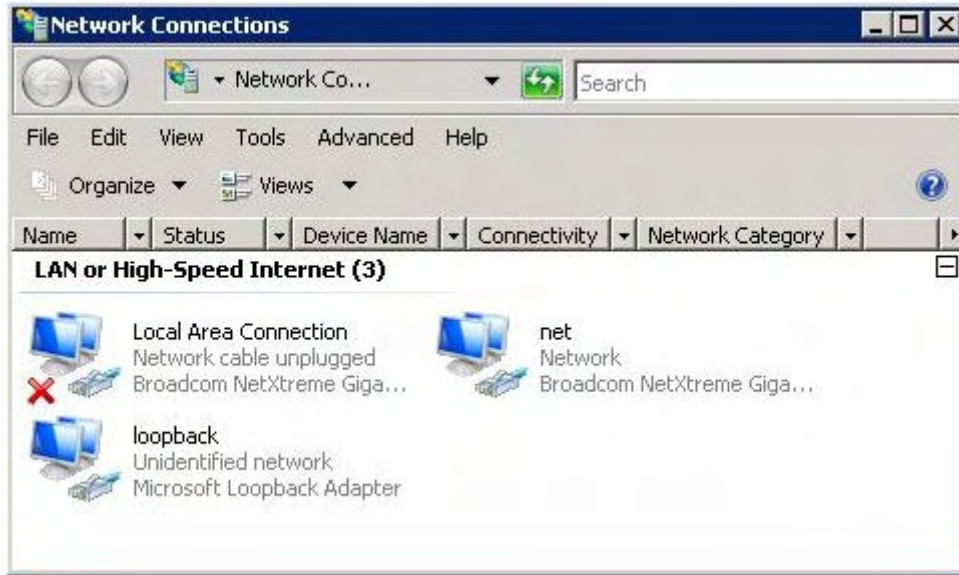 Network Connections
Network Co...
Search
File Edit View Tools Advanced Help
Organize Views
Name Status Device Name Connectivity Network Category
LAN or High-Speed Internet (3)
Local Area Connection
Network cable unplugged
Broadcom NetXtreme Giga...
net
Network
Broadcom NetXtreme Giga...
loopback
Unidentified network
Microsoft Loopback Adapter